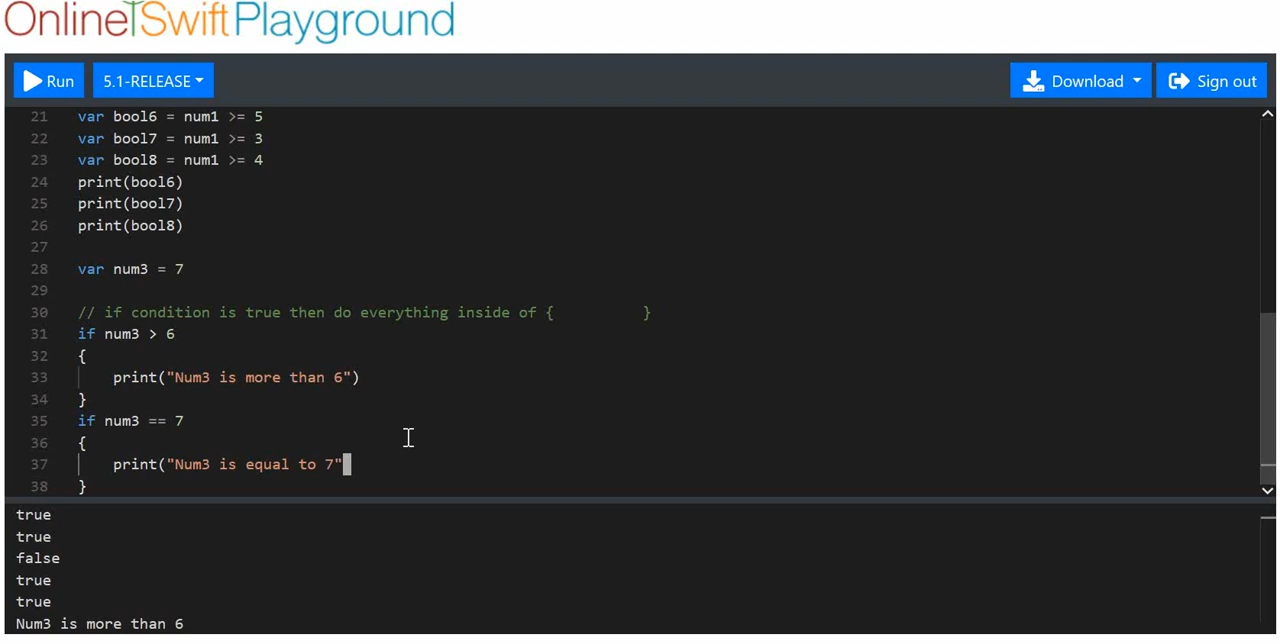 Online Swift Playground
Run
5.1-RELEASE
Download
Sign out
21 var bool6 = num1 >= 5
22 var bool7 = num1 >= 3
23 var bool8 = num1 >= 4
24 print(bool6)
25 print(bool7)
26 print(bool8)
27
28 var num3 = 7
29
30 // if condition is true then do everything inside of { }
31 if num3 > 6
32 {
33 print("Num3 is more than 6")
34 }
35 if num3 == 7
36 {
37 print("Num3 is equal to 7"
38 }
true
true
false
true
true
Num3 is more than 6